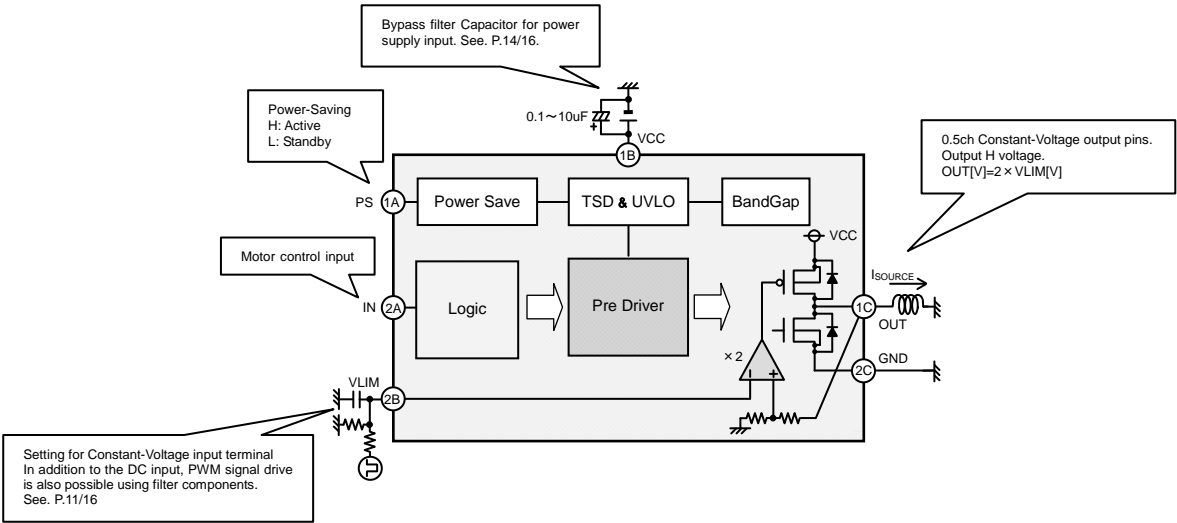 Bypass filter Capacitor for power
supply input. See. P.14/16.
Power-Saving
H: Active
L: Standby
0.1～10uF
+
VCC
1B
0.5ch Constant-Voltage output pins.
Output H voltage.
OUT[V]=2×VLIM[V]
PS
1A
Power Save
TSD & UVLO
BandGap
Motor control input
VCC
ISOURCE
IN
2A
Logic
Pre Driver
1C
OUT
×2
GND
2C
VLIM
2B
Setting for Constant-Voltage input terminal
In addition to the DC input, PWM signal drive
is also possible using filter components.
See. P.11/16